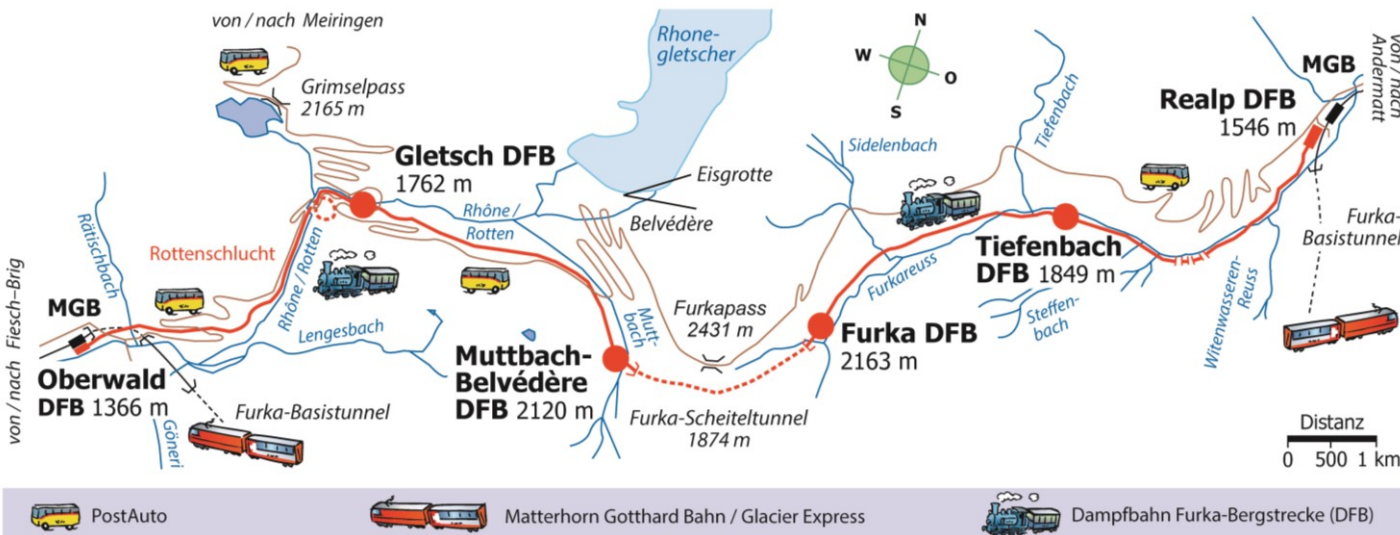 von / nach Meiringen
Grimselpass
2165 m
Rhone-
gletscher
N
W
O
S
MGB
von / nach
Andermatt
Realp DFB
1546 m
Tiefenbach
Sidelenbach
Gletsch DFB
1762 m
Eisgrotte
Belvédère
Rhône /
Rotten
Rätischbach
Rottenschlucht
Rhône / Rotten
Furka-
Basistunnel
Tiefenbach
DFB 1849 m
Furkareuss
Witenwasseren-
Reuss
Steffen-
bach
MGB
von / nach Fiesch–Brig
Lengesbach
Mutt-
bach
Furkapass
2431 m
Furka DFB
2163 m
Oberwald
DFB 1366 m
Muttbach-
Belvédère
DFB 2120 m
Furka-Basistunnel
Göneri
Furka-Scheiteltunnel
1874 m
Distanz
0 500 1 km
PostAuto
Matterhorn Gotthard Bahn / Glacier Express
Dampfbahn Furka-Bergstrecke (DFB)